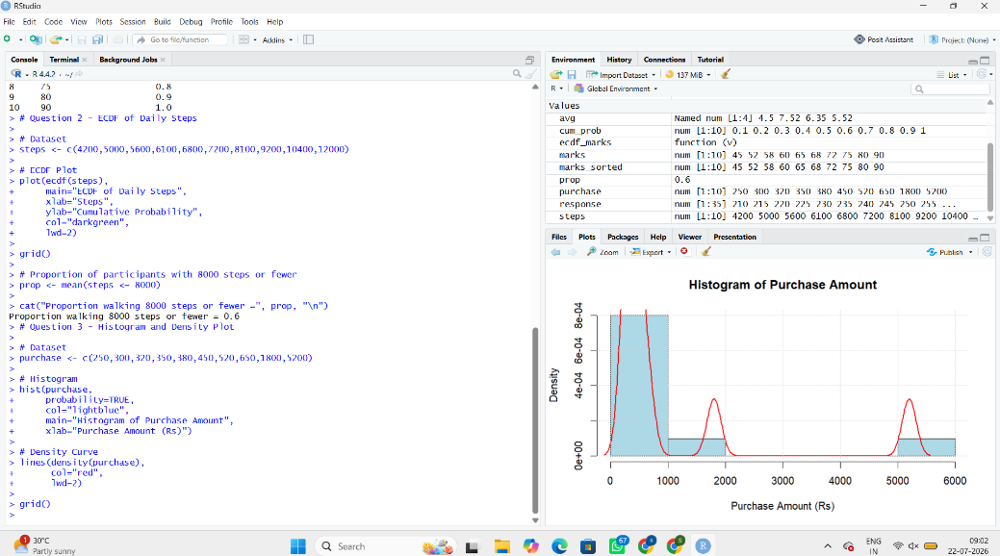 RStudio
File Edit Code View Plots Session Build Debug Profile Tools Help
Go to file/function Addins Posit Assistant Project: (None)
Console Terminal Background Jobs
R 4.4.2 · ~/
8 75 0.8
9 80 0.9
10 90 1.0
> # Question 2 - ECDF of Daily Steps
>
> # Dataset
> steps <- c(4200,5000,5600,6100,6800,7200,8100,9200,10400,12000)
>
> # ECDF Plot
> plot(ecdf(steps),
+ main="ECDF of Daily Steps",
+ xlab="Steps",
+ ylab="Cumulative Probability",
+ col="darkgreen",
+ lwd=2)
>
> grid()
>
> # Proportion of participants with 8000 steps or fewer
> prop <- mean(steps <= 8000)
>
> cat("Proportion walking 8000 steps or fewer =", prop, "\n")
Proportion walking 8000 steps or fewer = 0.6
> # Question 3 - Histogram and Density Plot
>
> # Dataset
> purchase <- c(250,300,320,350,380,450,520,650,1800,5200)
>
> # Histogram
> hist(purchase,
+ probability=TRUE,
+ col="lightblue",
+ main="Histogram of Purchase Amount",
+ xlab="Purchase Amount (Rs)")
>
> # Density Curve
> lines(density(purchase),
+ col="red",
+ lwd=2)
>
> grid()
>
Environment History Connections Tutorial
Import Dataset 137 MiB List
R Global Environment
Values
avg Named num [1:4] 4.5 7.52 6.35 5.52
cum_prob num [1:10] 0.1 0.2 0.3 0.4 0.5 0.6 0.7 0.8 0.9 1
ecdf_marks function (v)
marks num [1:10] 45 52 58 60 65 68 72 75 80 90
marks_sorted num [1:10] 45 52 58 60 65 68 72 75 80 90
prop 0.6
purchase num [1:10] 250 300 320 350 380 450 520 650 1800 5200
response num [1:35] 210 215 220 225 230 235 240 245 250 255 ...
steps num [1:10] 4200 5000 5600 6100 6800 7200 8100 9200 10400 …
Files Plots Packages Help Viewer Presentation
Zoom Export Publish
Histogram of Purchase Amount
Density
8e-04
6e-04
4e-04
0e+00
0 1000 2000 3000 4000 5000 6000
Purchase Amount (Rs)
1
30°C
Partly sunny
Search
67
ENG
IN
09:02
22-07-2026